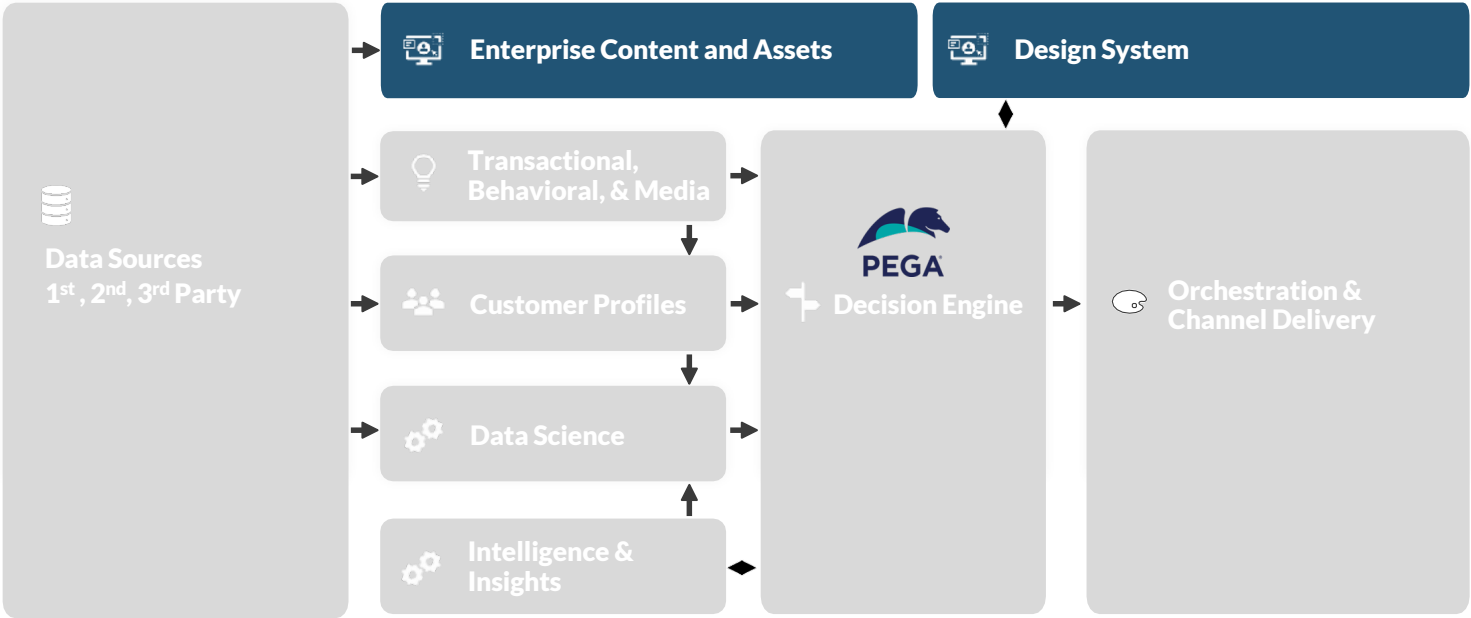 Enterprise Content and Assets
Design System
Data Sources
1st , 2nd, 3rd Party
Transactional,
Behavioral, & Media
Customer Profiles
Data Science
Intelligence &
Insights
PEGA
Decision Engine
Orchestration &
Channel Delivery